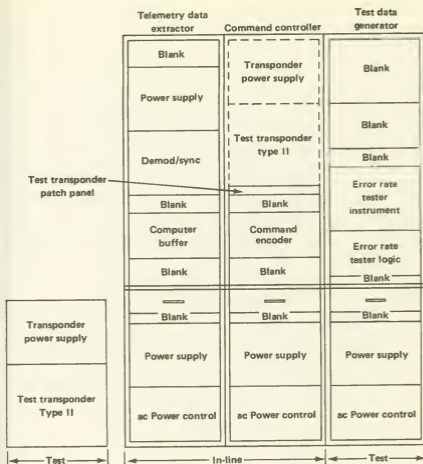 Telemetry data
extractor
Command controller
Test data
generator
Blank
Power supply
Demod/sync
Blank
Computer
buffer
Blank
Blank
Power supply
ac Power control
Transponder
power supply
Test transponder
type II
Test transponder
patch panel
Blank
Command
encoder
Blank
Blank
Power supply
ac Power control
Blank
Blank
Blank
Error rate
tester
instrument
Error rate
tester logic
Blank
Blank
Power supply
ac Power control
Transponder
power supply
Test transponder
Type II
Test
In-line
Test